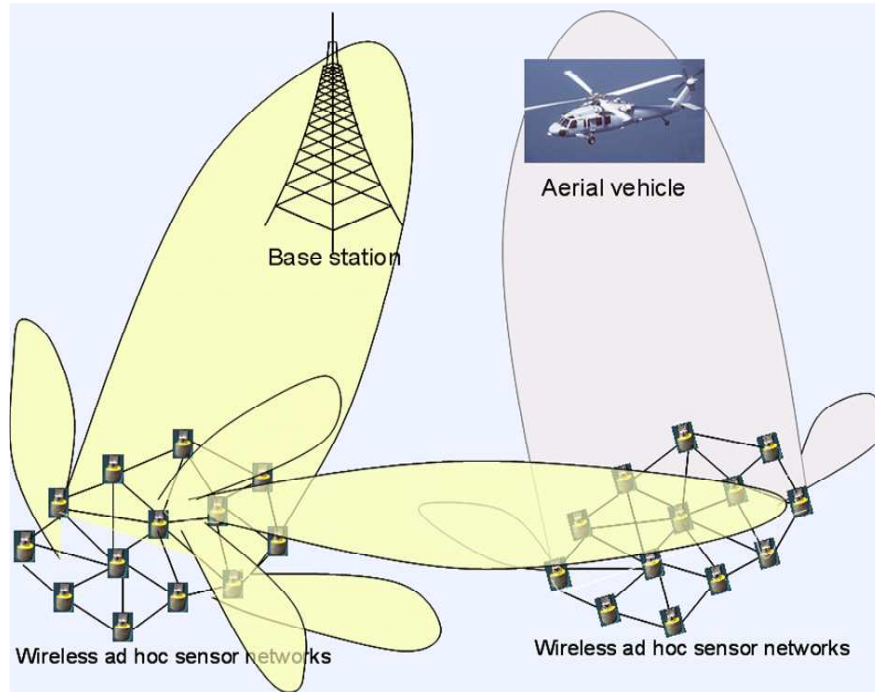 Aerial vehicle
Base station
Wireless ad hoc sensor networks
Wireless ad hoc sensor networks